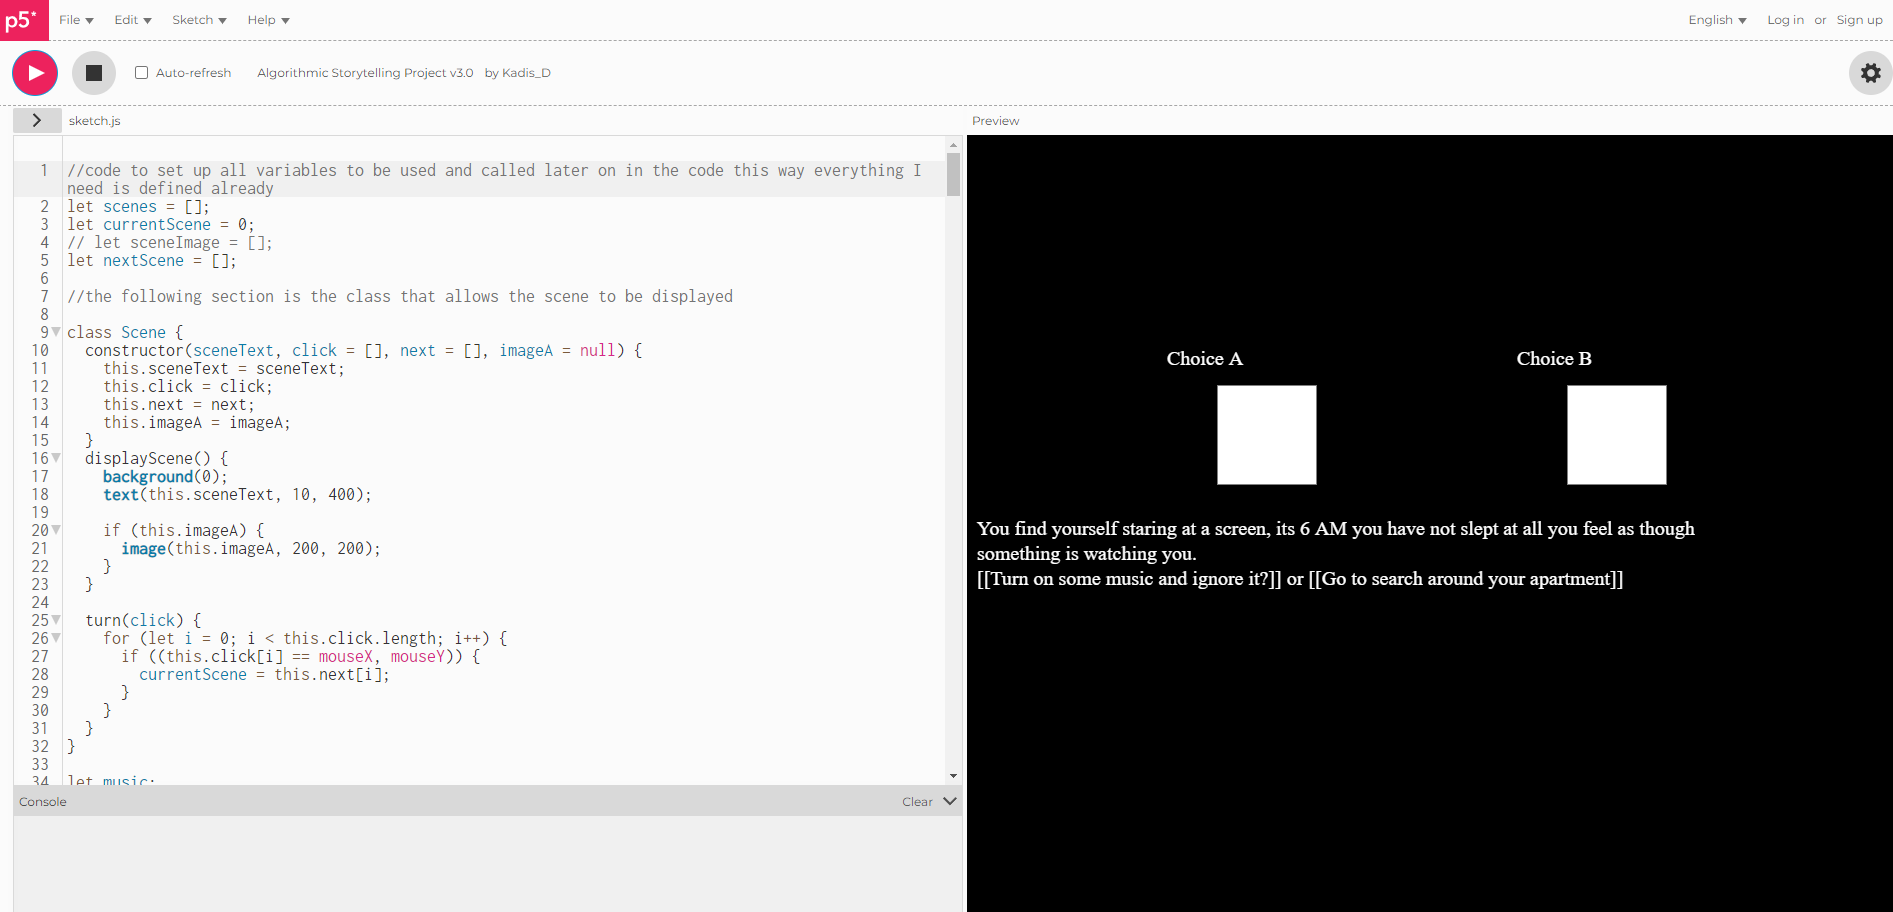 p5*
File Edit Sketch Help English Log in or Sign up
Auto-refresh Algorithmic Storytelling Project v3.0 by Kadis_D
sketch.js
Preview
1 //code to set up all variables to be used and called later on in the code this way everything I
need is defined already
2 let scenes = [];
3 let currentScene = 0;
4 // let sceneImage = [];
5 let nextScene = [];
6
7 //the following section is the class that allows the scene to be displayed
8
9 class Scene {
10 constructor(sceneText, click = [], next = [], imageA = null) {
11 this.sceneText = sceneText;
12 this.click = click;
13 this.next = next;
14 this.imageA = imageA;
15 }
16 displayScene() {
17 background(0);
18 text(this.sceneText, 10, 400);
19
20 if (this.imageA) {
21 image(this.imageA, 200, 200);
22 }
23 }
24
25 turn(click) {
26 for (let i = 0; i < this.click.length; i++) {
27 if ((this.click[i] == mouseX, mouseY)) {
28 currentScene = this.next[i];
29 }
30 }
31 }
32 }
33
34 let music;
Console Clear
Choice A Choice B
You find yourself staring at a screen, its 6 AM you have not slept at all you feel as though
something is watching you.
[[Turn on some music and ignore it?]] or [[Go to search around your apartment]]